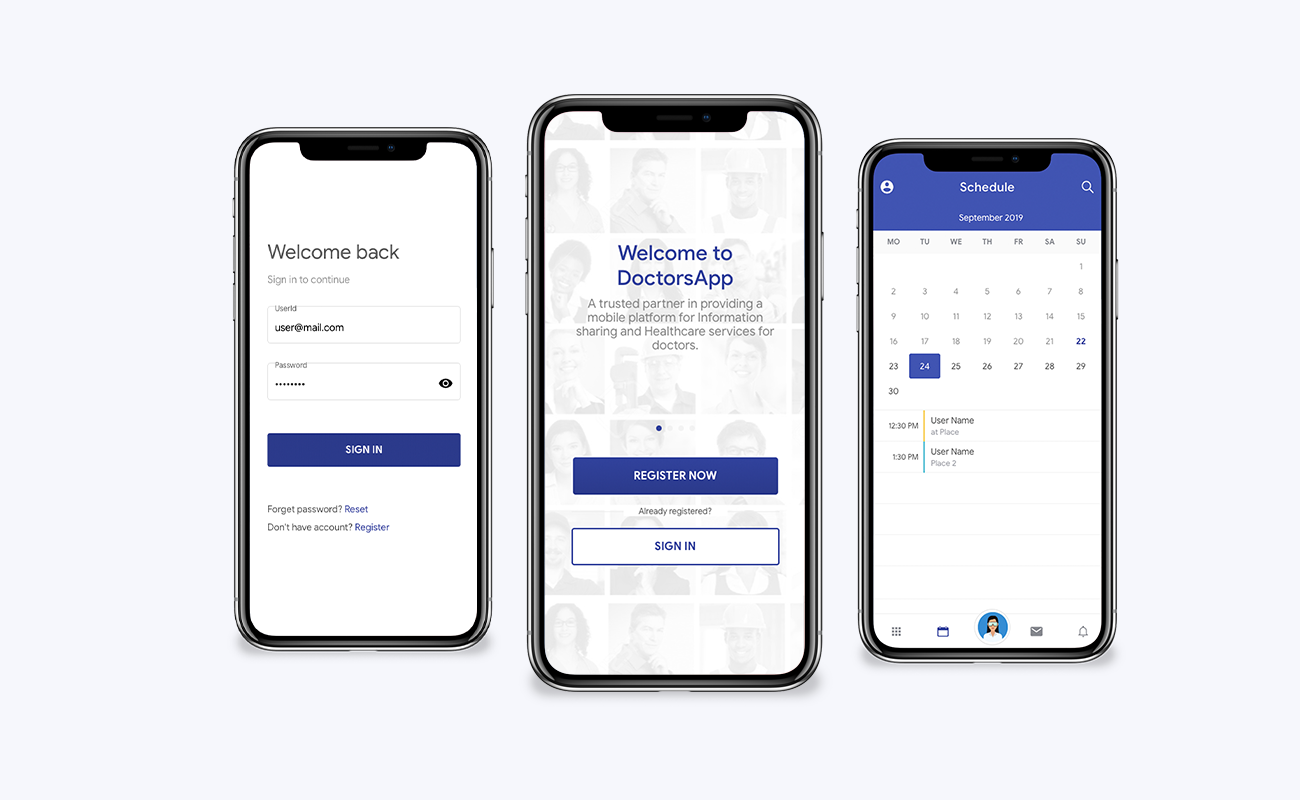 Welcome back
Sign in to continue
UserId
user@mail.com
Password
••••••••
SIGN IN
Forget password? Reset
Don't have account? Register
Welcome to
DoctorsApp
A trusted partner in providing a
mobile platform for Information
sharing and Healthcare services for
doctors.
REGISTER NOW
Already registered?
SIGN IN
Schedule
September 2019
MO TU WE TH FR SA SU
1
2 3 4 5 6 7 8
9 10 11 12 13 14 15
16 17 18 19 20 21 22
23 24 25 26 27 28 29
30
12:30 PM User Name
at Place
1:30 PM User Name
Place 2